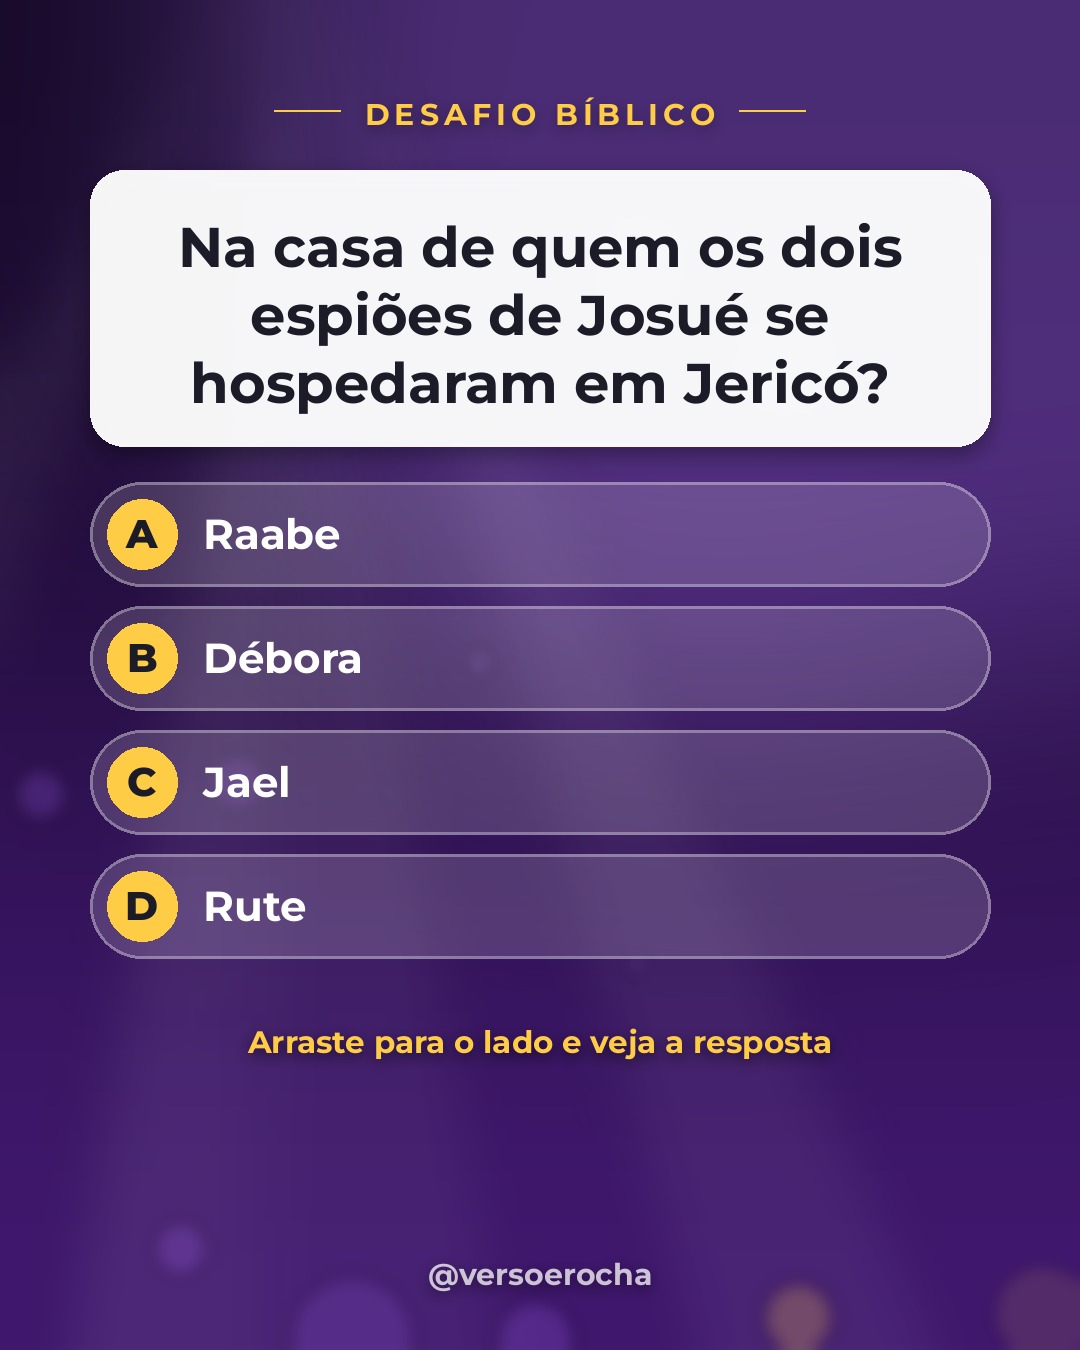 DESAFIO BÍBLICO
Na casa de quem os dois
espiões de Josué se
hospedaram em Jericó?
A Raabe
B Débora
C Jael
D Rute
Arraste para o lado e veja a resposta
@versoerocha